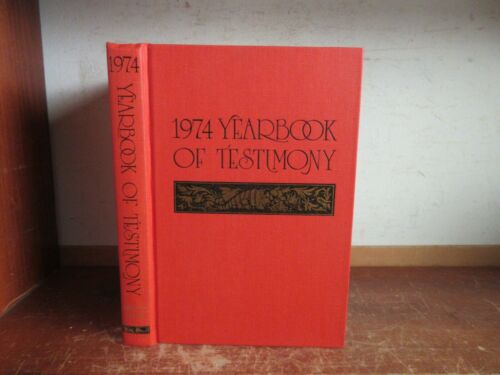 1974 YEARBOOK OF TESTIMONY
1974 YEARBOOK
OF TESTIMONY